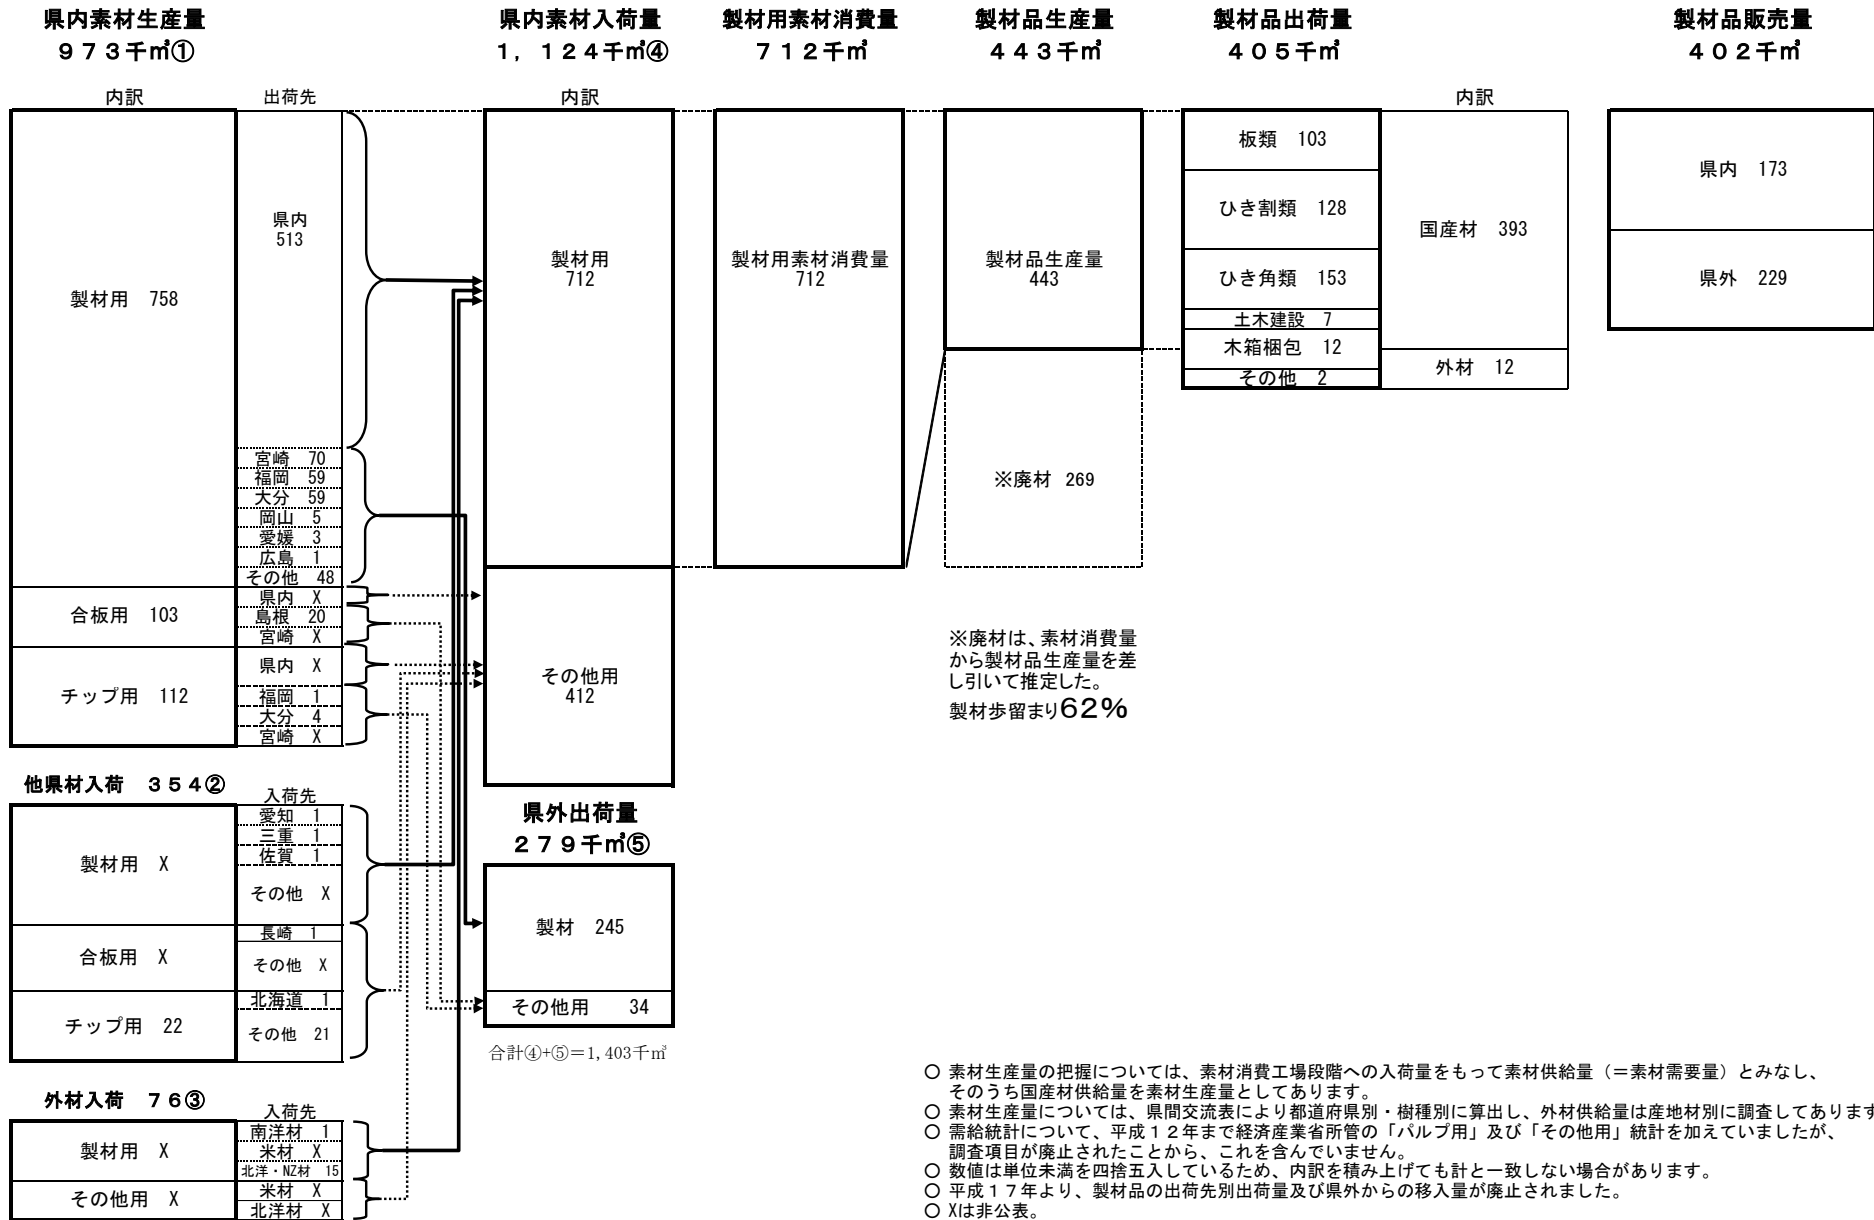 県内素材生産量
９７３千㎥①
内訳
出荷先
製材用 758
県内
513
宮崎 70
福岡 59
大分 59
岡山 5
愛媛 3
広島 1
その他 48
合板用 103
県内 X
島根 20
宮崎 X
チップ用 112
県内 X
福岡 1
大分 4
宮崎 X
他県材入荷 ３５４②
入荷先
製材用 X
愛知 1
三重 1
佐賀 1
その他 X
合板用 X
長崎 1
その他 X
チップ用 22
北海道 1
その他 21
外材入荷 ７６③
入荷先
製材用 X
南洋材 1
米材 X
北洋・NZ材 15
その他用 X
米材 X
北洋材 X
県内素材入荷量
１，１２４千㎥④
内訳
製材用
712
その他用
412
県外出荷量
２７９千㎥⑤
製材 245
その他用 34
合計④+⑤＝1,403千㎥
製材用素材消費量
７１２千㎥
製材用素材消費量
712
製材品生産量
４４３千㎥
製材品生産量
443
※廃材 269
※廃材は、素材消費量
から製材品生産量を差
し引いて推定した。
製材歩留まり62%
製材品出荷量
４０５千㎥
内訳
板類 103
ひき割類 128
ひき角類 153
土木建設 7
木箱梱包 12
その他 2
国産材 393
外材 12
製材品販売量
４０２千㎥
県内 173
県外 229
○ 素材生産量の把握については、素材消費工場段階への入荷量をもって素材供給量（＝素材需要量）とみなし、
そのうち国産材供給量を素材生産量としてあります。
○ 素材生産量については、県間交流表により都道府県別・樹種別に算出し、外材供給量は産地材別に調査してあります
○ 需給統計について、平成１２年まで経済産業省所管の「パルプ用」及び「その他用」統計を加えていましたが、
調査項目が廃止されたことから、これを含んでいません。
○ 数値は単位未満を四捨五入しているため、内訳を積み上げても計と一致しない場合があります。
○ 平成１７年より、製材品の出荷先別出荷量及び県外からの移入量が廃止されました。
○ Xは非公表。